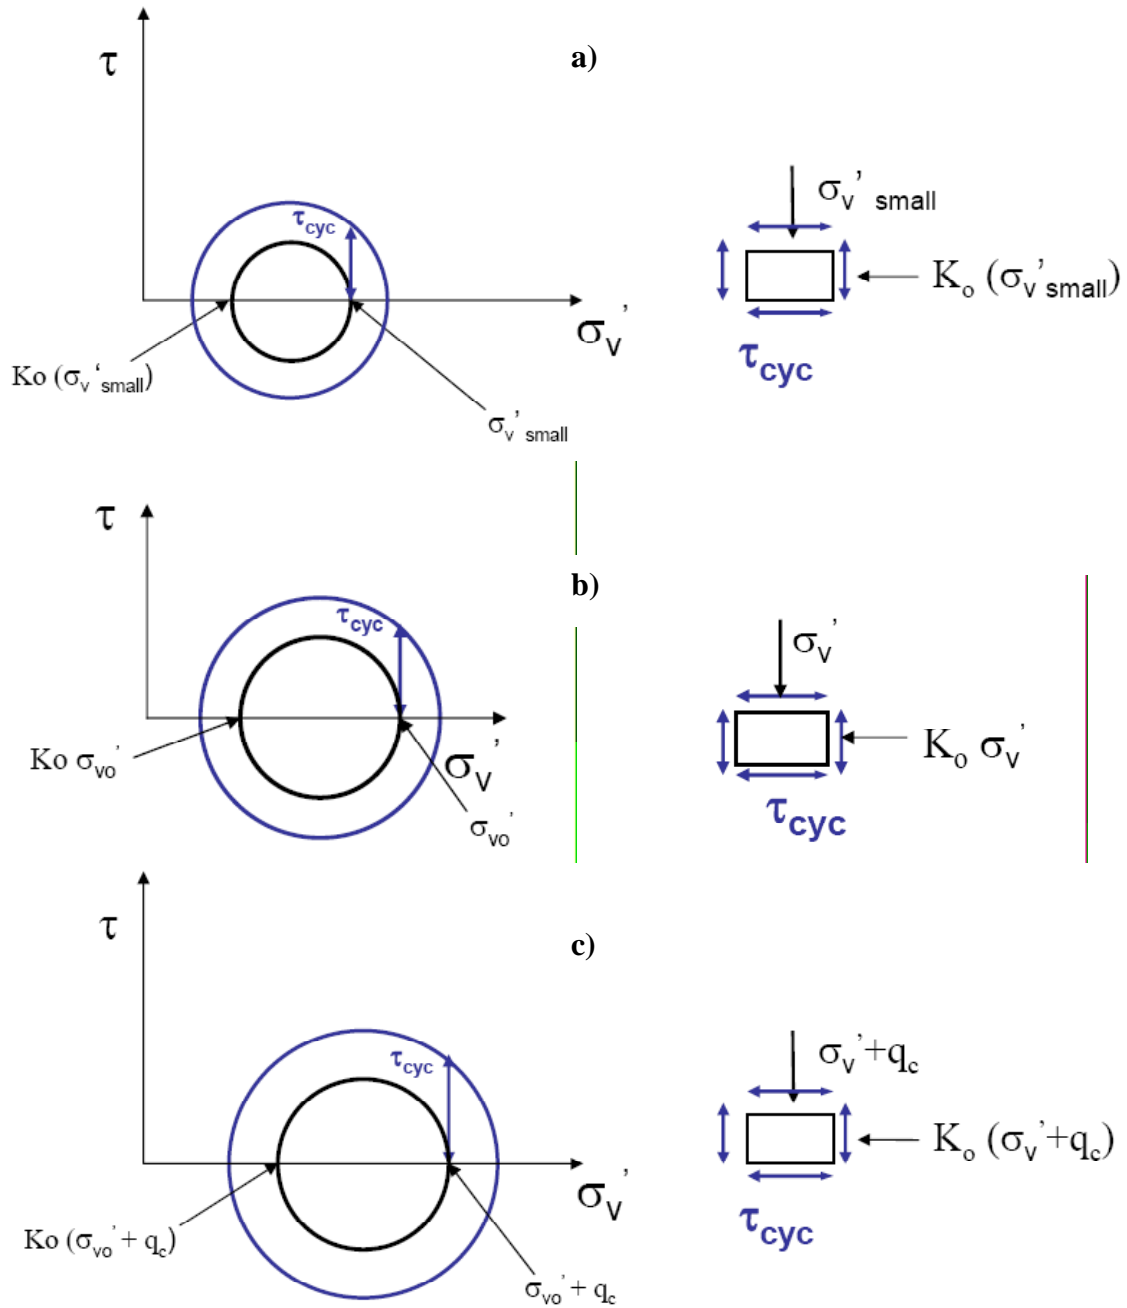 a)
τ
τcyc
σv'
Ko (σv'small)
σv' small
σv' small
Ko (σv'small)
τcyc
b)
τ
τcyc
σv'
Ko σvo'
σvo'
σv'
Ko σv'
τcyc
c)
τ
τcyc
σv'
Ko (σvo' + qc)
σvo' + qc
σv'+qc
Ko (σv'+qc)
τcyc